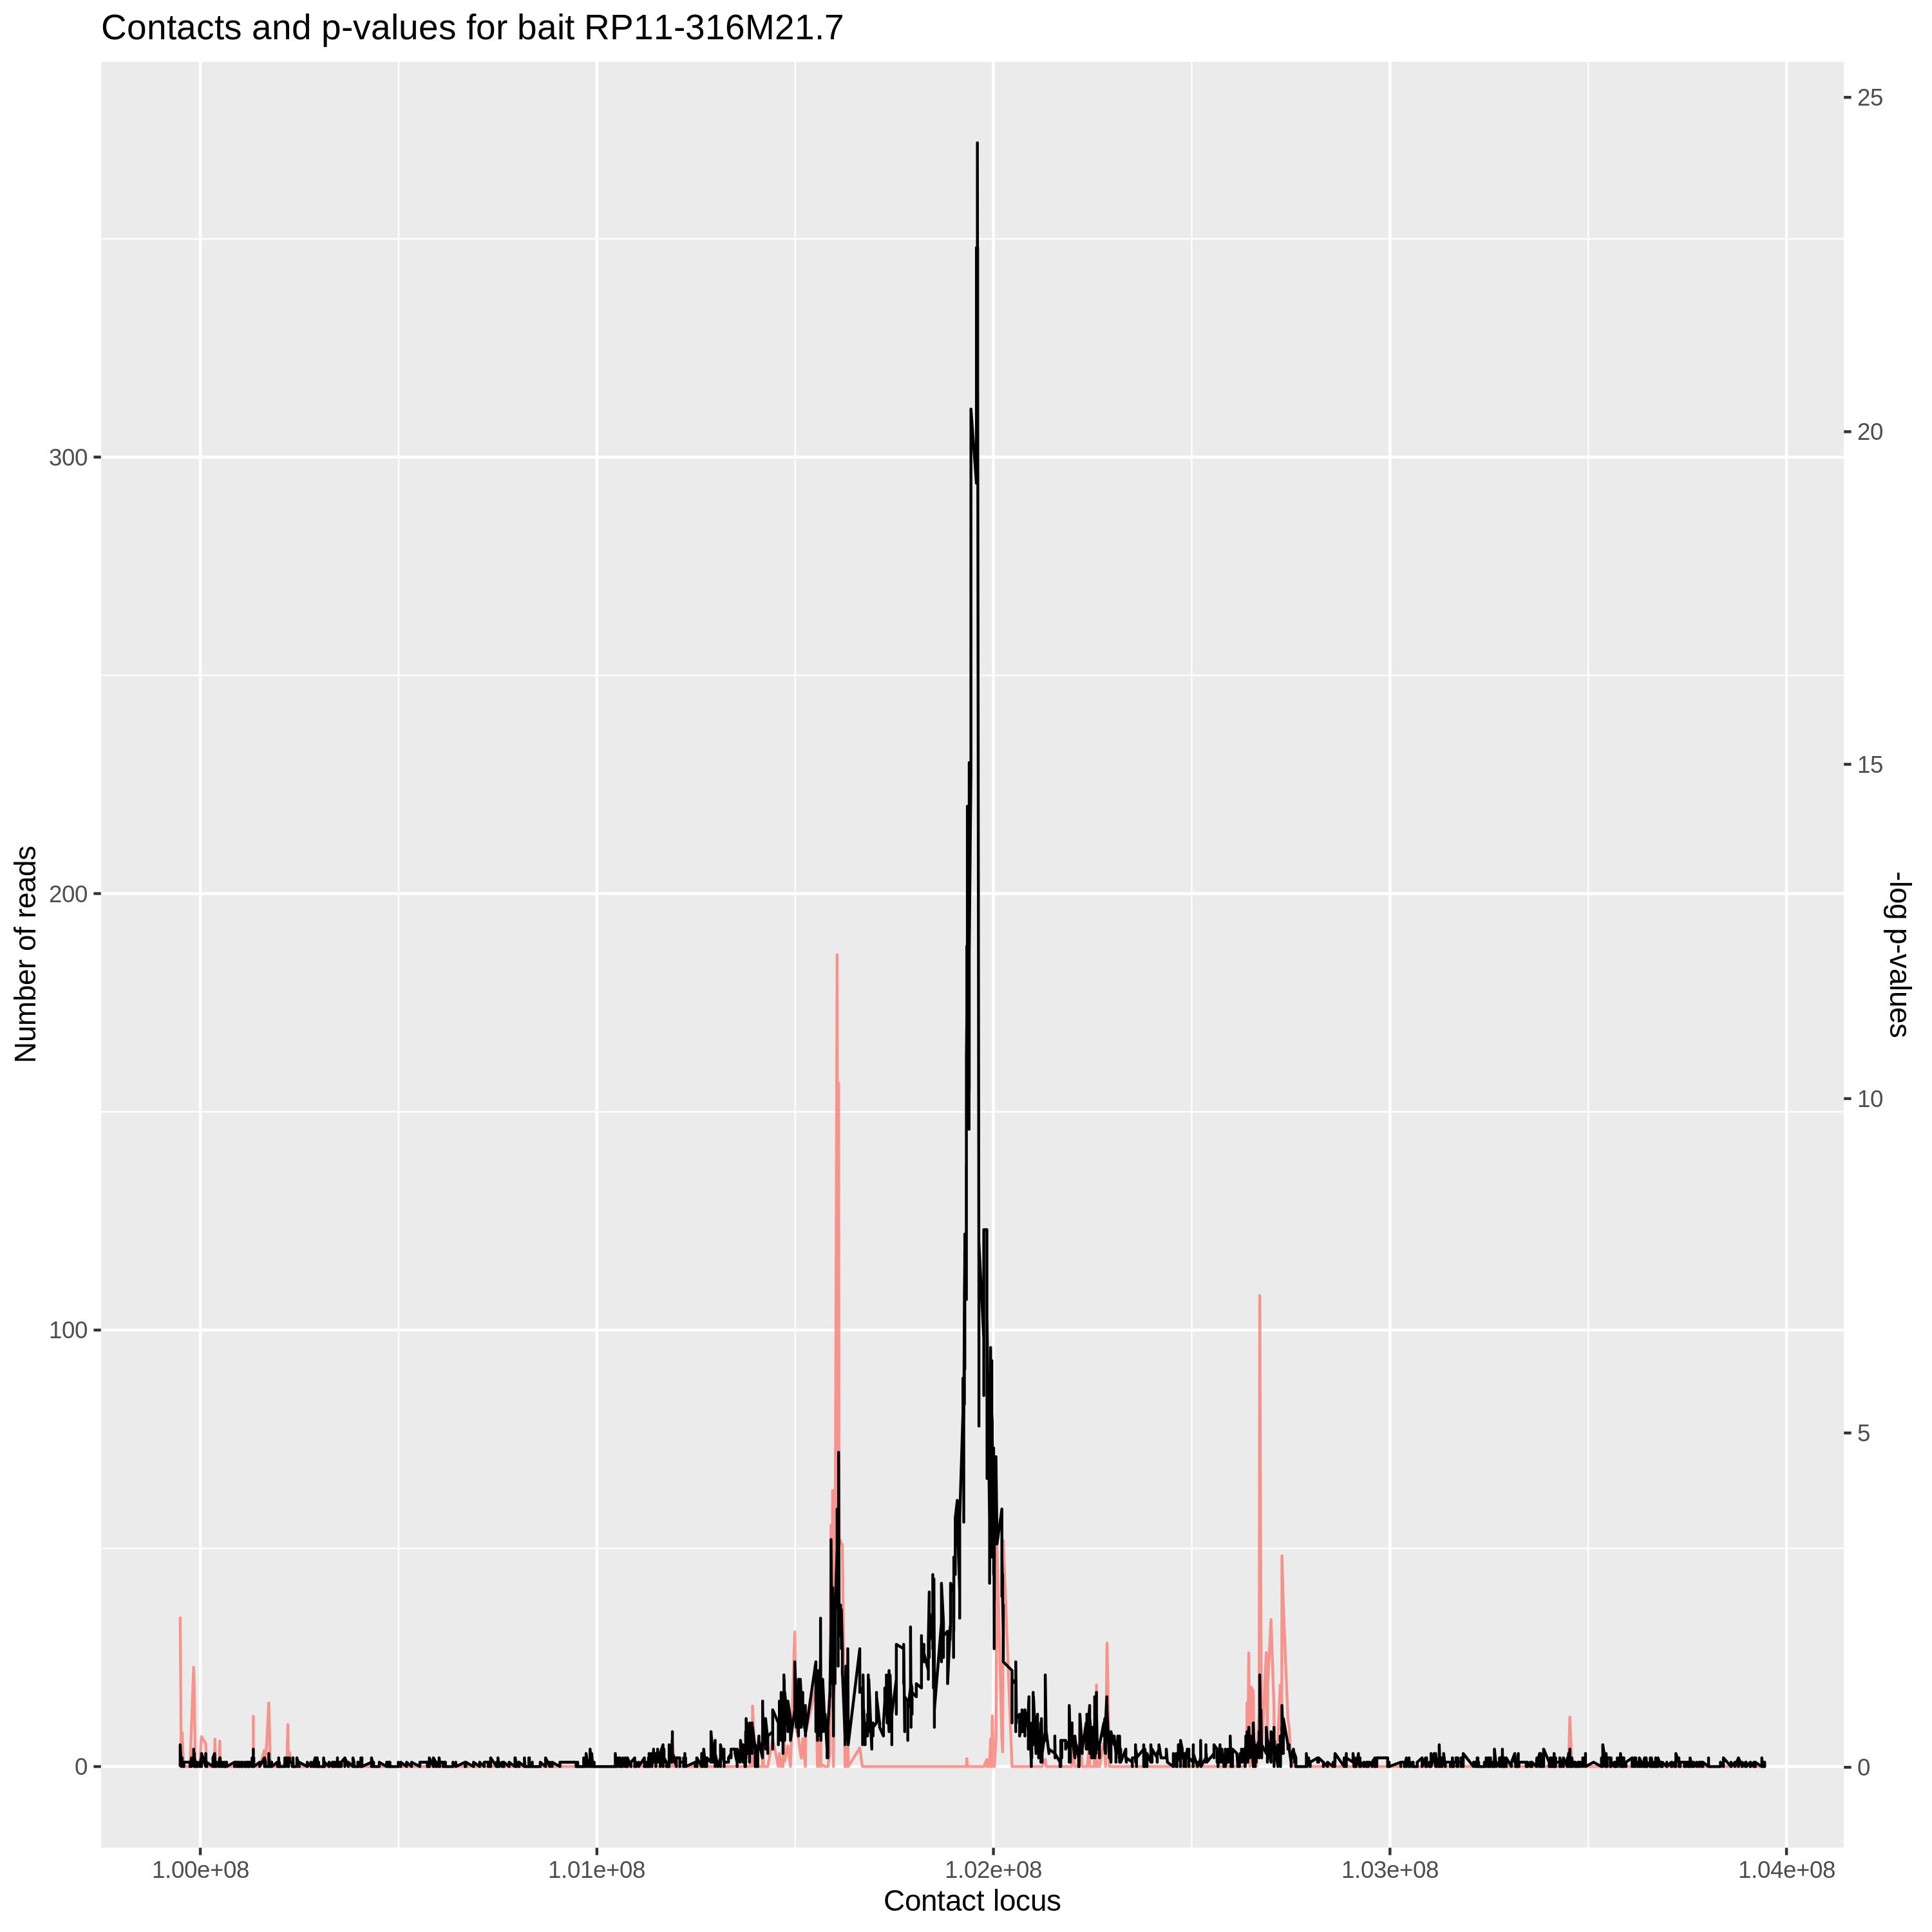 Contacts and p-values for bait RP11-316M21.7
Number of reads
300
200
100
0
25
20
15
10
5
0
-log p-values
1.00e+08 1.01e+08 1.02e+08 1.03e+08 1.04e+08
Contact locus